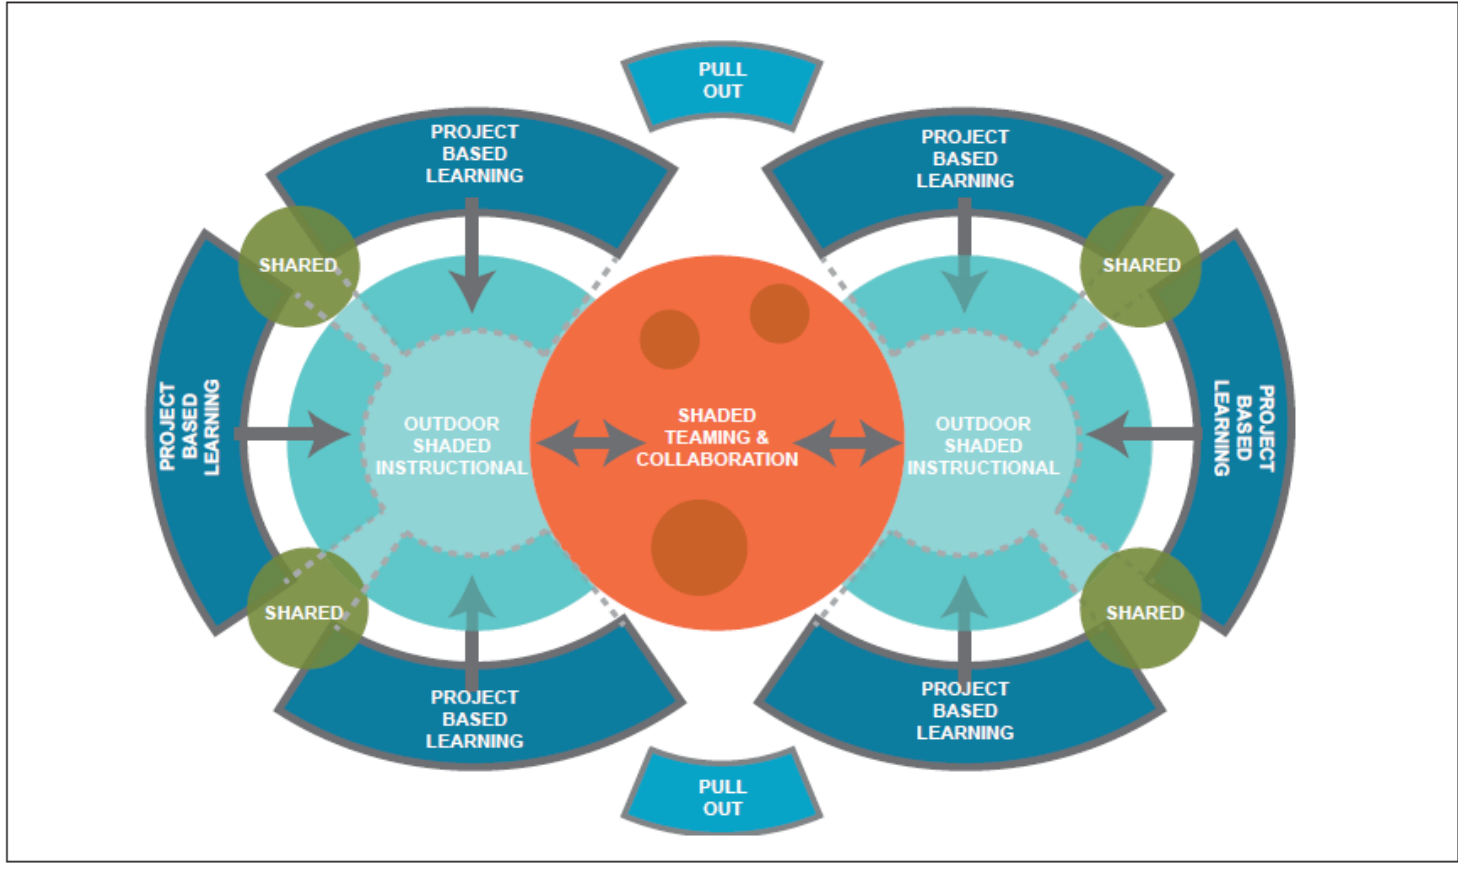 PULL
OUT
PROJECT
BASED
LEARNING
PROJECT
BASED
LEARNING
SHARED
SHARED
PROJECT
BASED
LEARNING
OUTDOOR
SHADED
INSTRUCTIONAL
SHADED
TEAMING &
COLLABORATION
OUTDOOR
SHADED
INSTRUCTIONAL
PROJECT
BASED
LEARNING
SHARED
SHARED
PROJECT
BASED
LEARNING
PROJECT
BASED
LEARNING
PULL
OUT